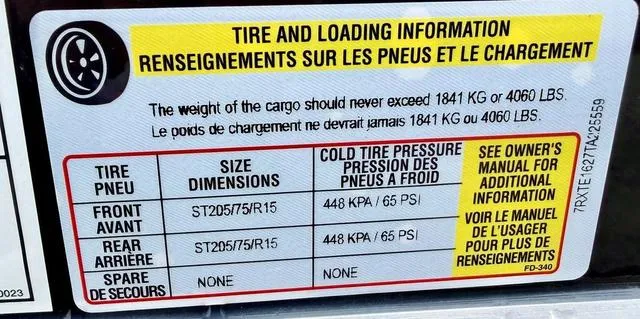 TIRE AND LOADING INFORMATION
RENSEIGNEMENTS SUR LES PNEUS ET LE CHARGEMENT
The weight of the cargo should never exceed 1841 KG or 4060 LBS.
Le poids de chargement ne devrait jamais 1841 KG ou 4060 LBS.
TIRE
PNEU
SIZE
DIMENSIONS
COLD TIRE PRESSURE
PRESSION DES
PNEUS A FROID
FRONT
AVANT
ST205/75/R15
448 KPA / 65 PSI
REAR
ARRIÈRE
ST205/75/R15
448 KPA / 65 PSI
SPARE
DE SECOURS
NONE
NONE
SEE OWNER'S
MANUAL FOR
ADDITIONAL
INFORMATION
VOIR LE MANUEL
DE L'USAGER
POUR PLUS DE
RENSEIGNEMENTS
FD-340
7RXTE1627TA225559
0023